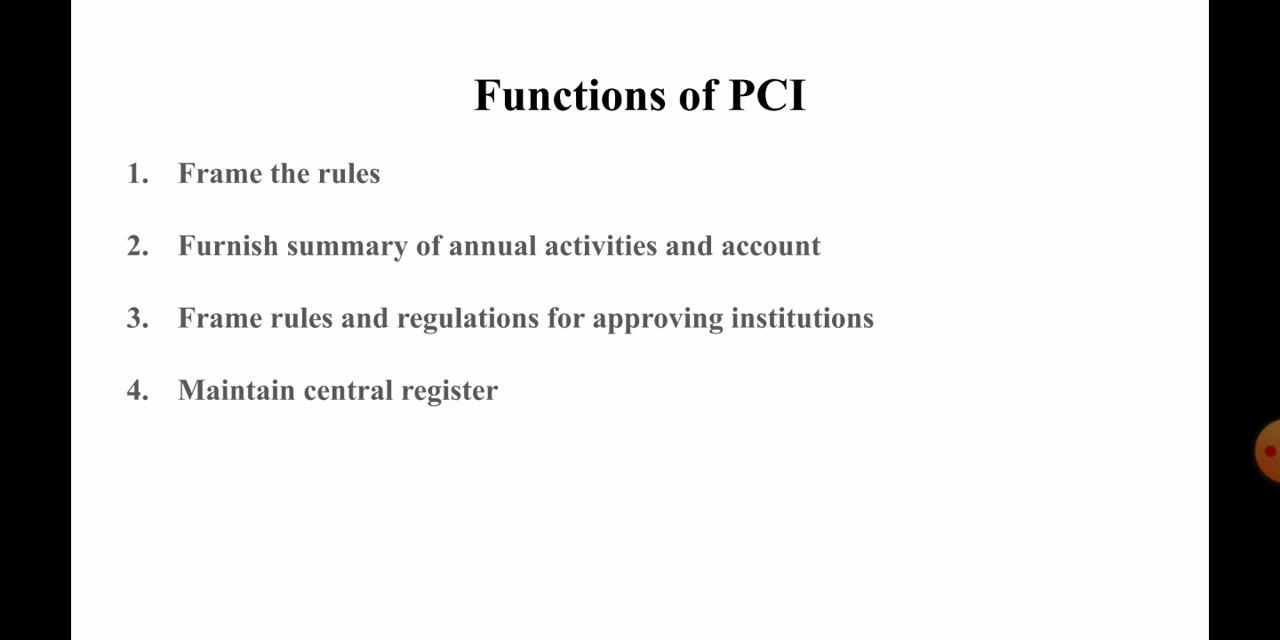 Functions of PCI
1. Frame the rules
2. Furnish summary of annual activities and account
3. Frame rules and regulations for approving institutions
4. Maintain central register